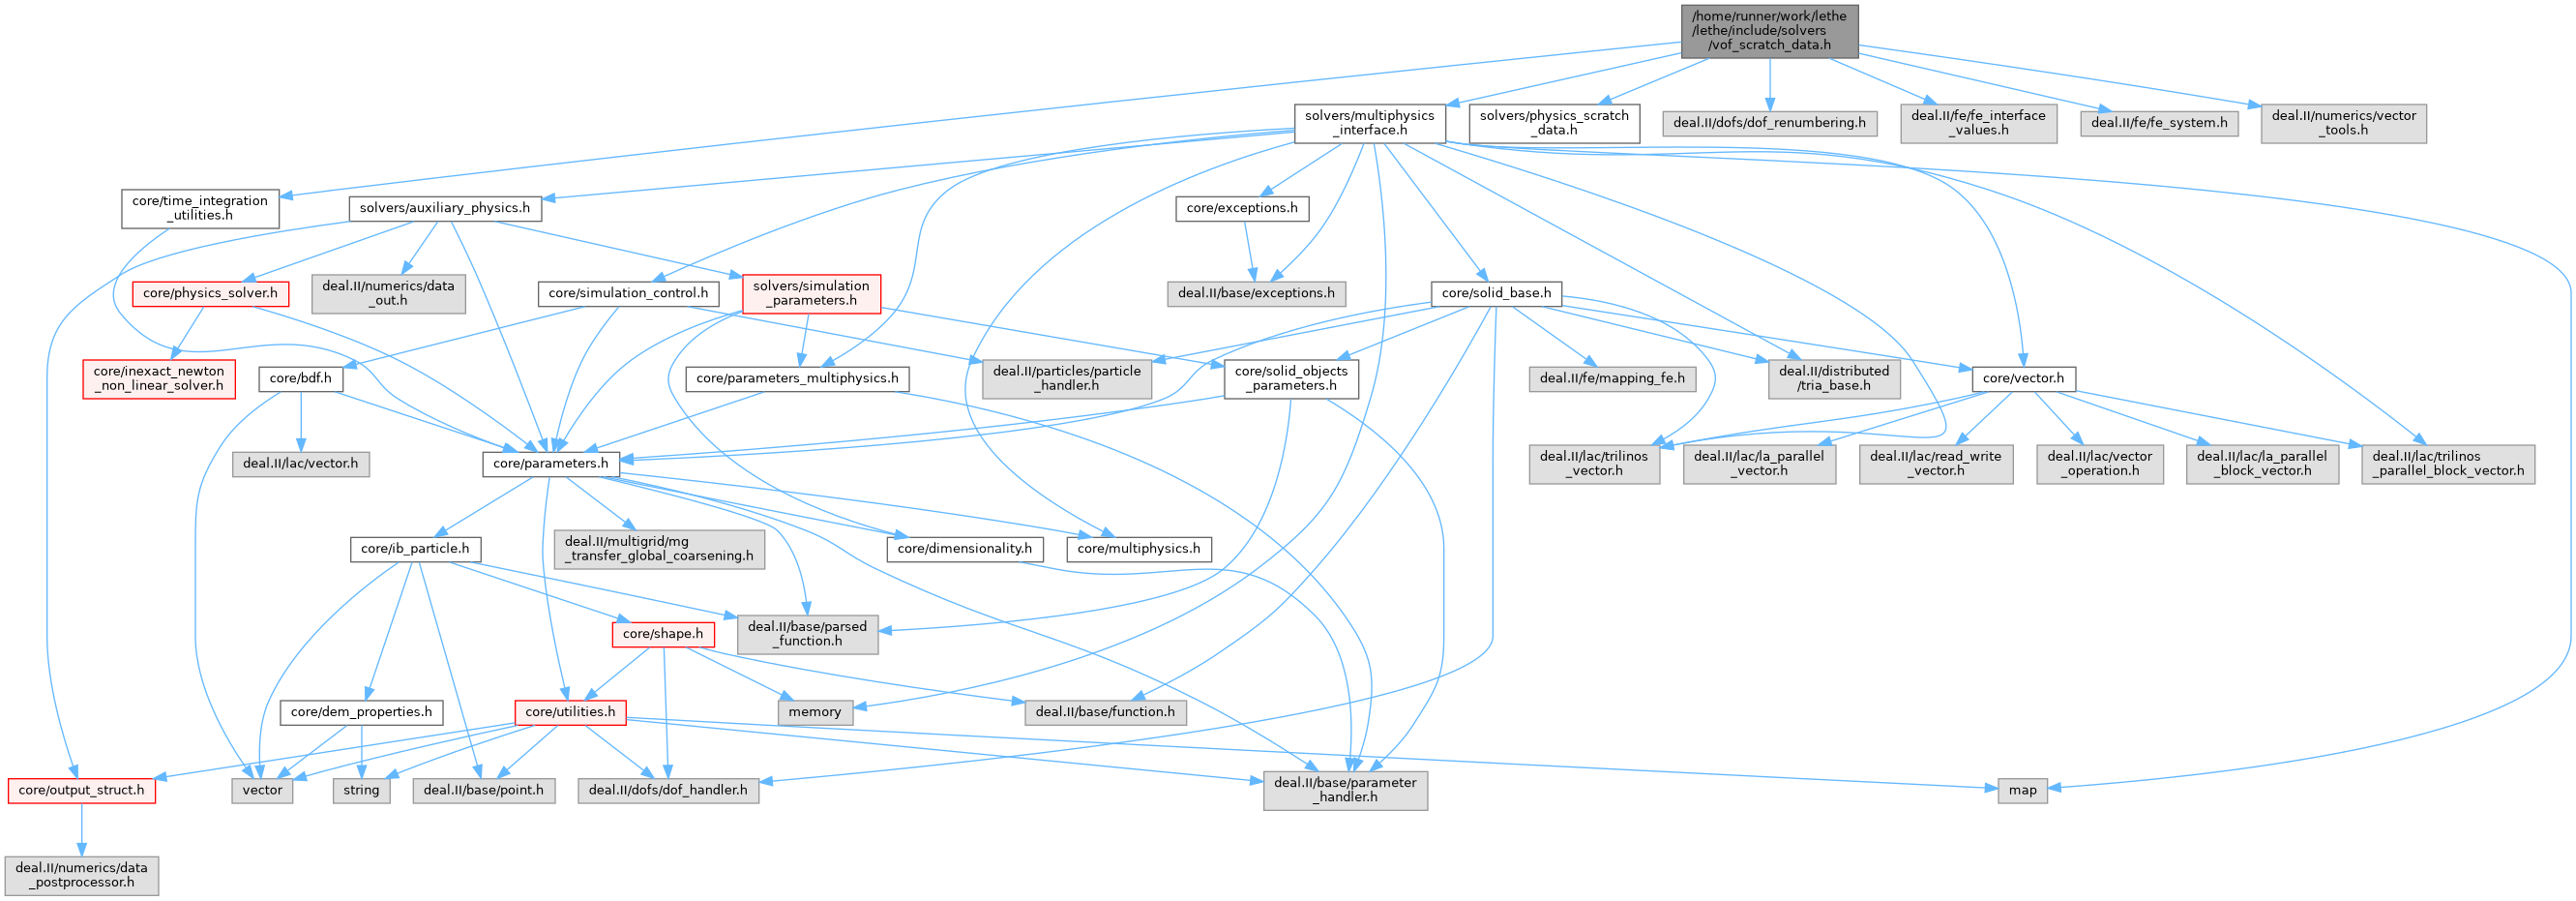 /home/runner/work/lethe
/lethe/include/solvers
/vof_scratch_data.h
solvers/multiphysics
_interface.h
solvers/physics_scratch
_data.h
deal.II/dofs/dof_renumbering.h
deal.II/fe/fe_interface
_values.h
deal.II/fe/fe_system.h
deal.II/numerics/vector
_tools.h
core/time_integration
_utilities.h
solvers/auxiliary_physics.h
core/exceptions.h
core/physics_solver.h
deal.II/numerics/data
_out.h
core/simulation_control.h
solvers/simulation
_parameters.h
deal.II/base/exceptions.h
core/solid_base.h
core/inexact_newton
_non_linear_solver.h
core/bdf.h
core/parameters_multiphysics.h
deal.II/particles/particle
_handler.h
core/solid_objects
_parameters.h
deal.II/fe/mapping_fe.h
deal.II/distributed
/tria_base.h
core/vector.h
deal.II/lac/vector.h
core/parameters.h
deal.II/lac/trilinos
_vector.h
deal.II/lac/la_parallel
_vector.h
deal.II/lac/read_write
_vector.h
deal.II/lac/vector
_operation.h
deal.II/lac/la_parallel
_block_vector.h
deal.II/lac/trilinos
_parallel_block_vector.h
core/ib_particle.h
deal.II/multigrid/mg
_transfer_global_coarsening.h
core/dimensionality.h
core/multiphysics.h
core/shape.h
deal.II/base/parsed
_function.h
core/dem_properties.h
core/utilities.h
memory
deal.II/base/function.h
core/output_struct.h
vector
string
deal.II/base/point.h
deal.II/dofs/dof_handler.h
deal.II/base/parameter
_handler.h
map
deal.II/numerics/data
_postprocessor.h